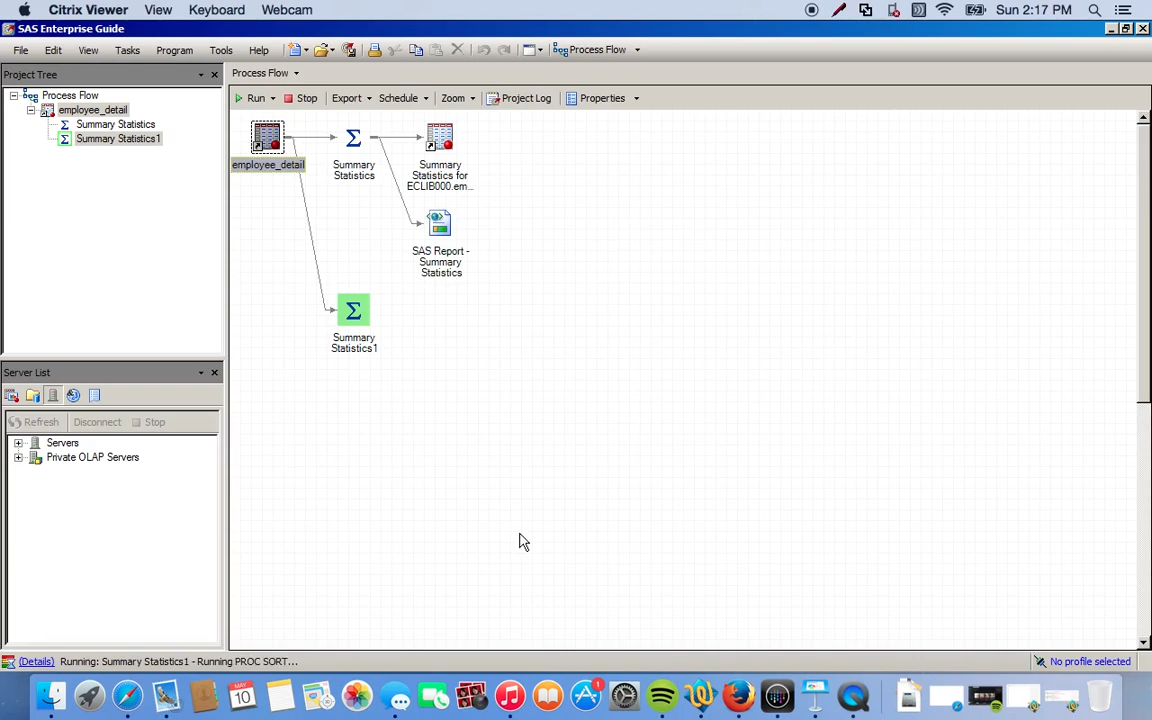 Citrix Viewer View Keyboard Webcam Sun 2:17 PM
SAS Enterprise Guide
File Edit View Tasks Program Tools Help Process Flow
Project Tree
Process Flow
employee_detail
Summary Statistics
Summary Statistics1
Process Flow
Run Stop Export Schedule Zoom Project Log Properties
employee_detail
Summary
Statistics
Summary
Statistics for
ECLIB000.em...
SAS Report -
Summary
Statistics
Summary
Statistics1
Server List
Refresh Disconnect Stop
Servers
Private OLAP Servers
(Details) Running: Summary Statistics1 - Running PROC SORT...
No profile selected
MAY
10
1